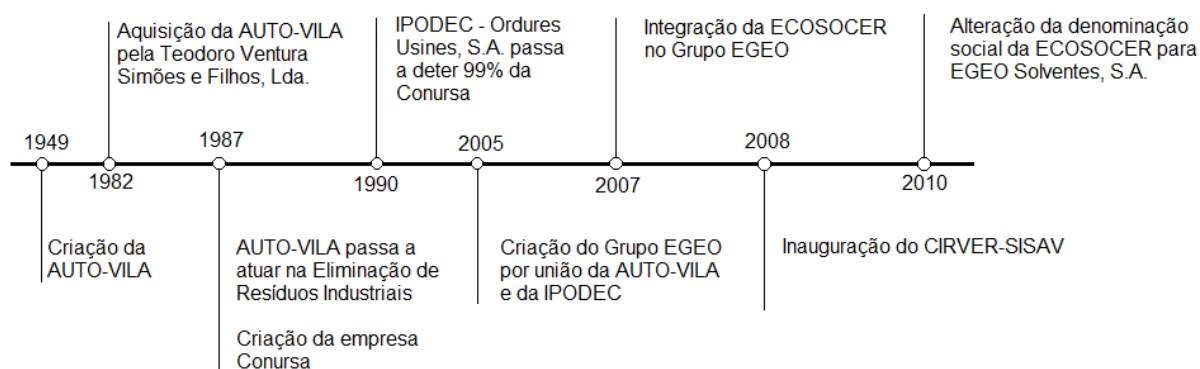 Aquisição da AUTO-VILA
pela Teodoro Ventura
Simões e Filhos, Lda.
IPODEC - Ordures
Usines, S.A. passa
a deter 99% da
Conursa
Integração da ECOSOCER
no Grupo EGEO
Alteração da denominação
social da ECOSOCER para
EGEO Solventes, S.A.
1949
1982
1987
1990
2005
2007
2008
2010
Criação da
AUTO-VILA
AUTO-VILA passa a
atuar na Eliminação de
Resíduos Industriais
Criação da empresa
Conursa
Criação do Grupo EGEO
por união da AUTO-VILA
e da IPODEC
Inauguração do CIRVER-SISAV